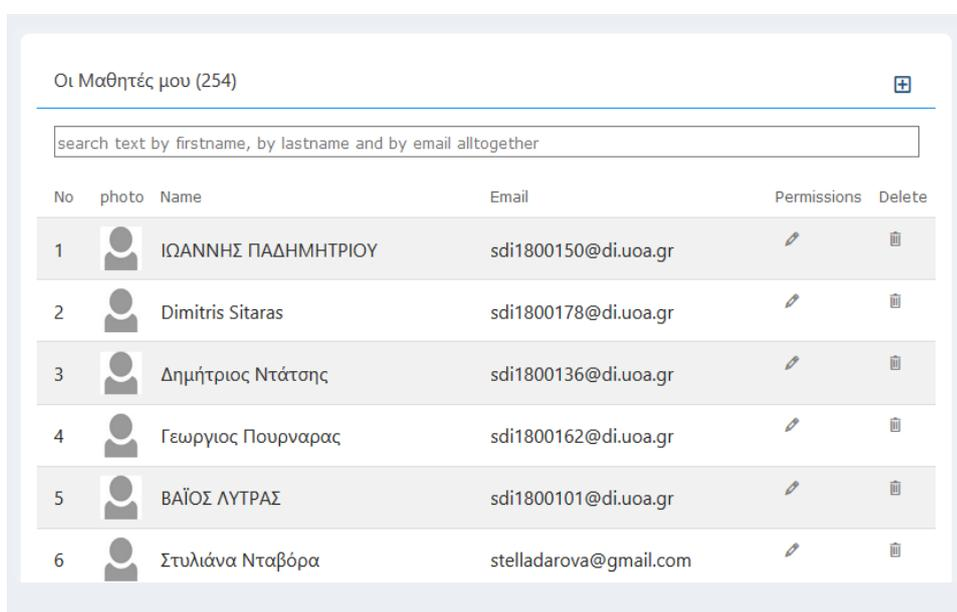 Οι Μαθητές μου (254)
search text by firstname, by lastname and by email alltogether
No photo Name Email Permissions Delete
1 ΙΩΑΝΝΗΣ ΠΑΔΗΜΗΤΡΙΟΥ sdi1800150@di.uoa.gr
2 Dimitris Sitaras sdi1800178@di.uoa.gr
3 Δημήτριος Ντάτσης sdi1800136@di.uoa.gr
4 Γεωργιος Πουρναρας sdi1800162@di.uoa.gr
5 ΒΑΪΟΣ ΛΥΤΡΑΣ sdi1800101@di.uoa.gr
6 Στυλιάνα Νταβόρα stelladarova@gmail.com